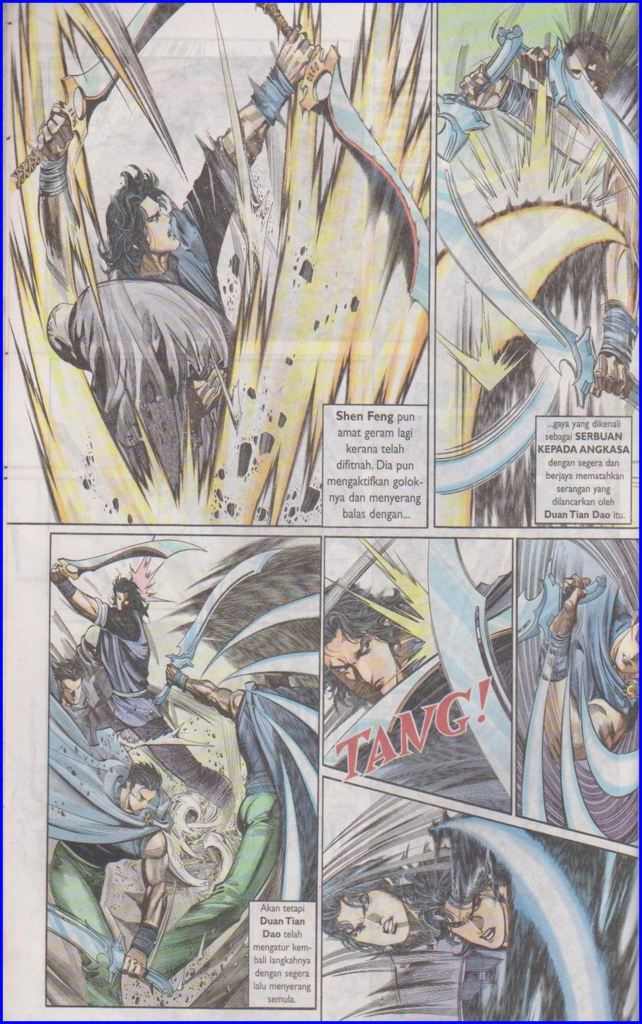 Shen Feng pun
amat geram lagi
kerana telah
difitnah. Dia pun
mengaktifkan golok-
nya dan menyerang
balas dengan...
...gaya yang dikenali
sebagai SERBUAN
KEPADA ANGKASA
dengan segera dan
berjaya mematahkan
serangan yang
dilancarkan oleh
Duan Tian Dao itu.
TANG!
Akan tetapi
Duan Tian
Dao telah
mengatur kem-
bali langkahnya
dengan segera
lalu menyerang
semula.